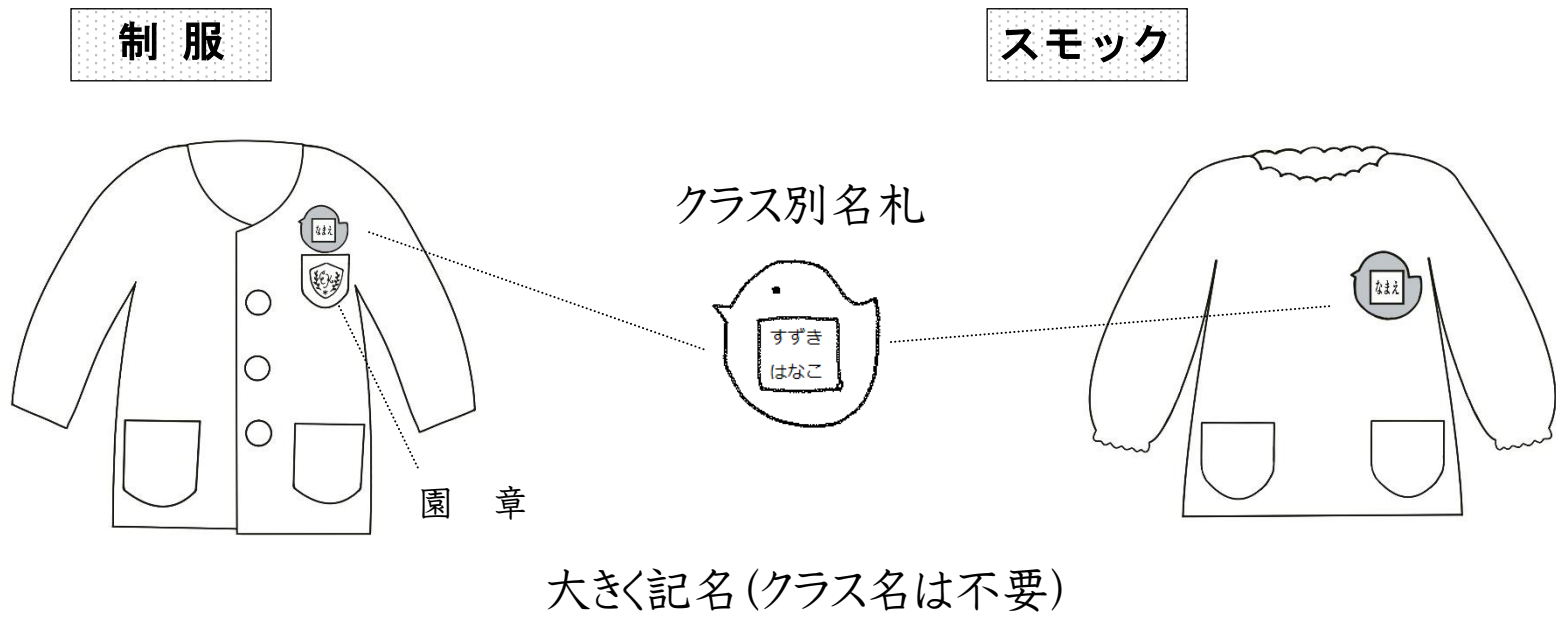 制 服
スモック
クラス別名札
なまえ
なまえ
すずき
はなこ
園 章
大きく記名(クラス名は不要)